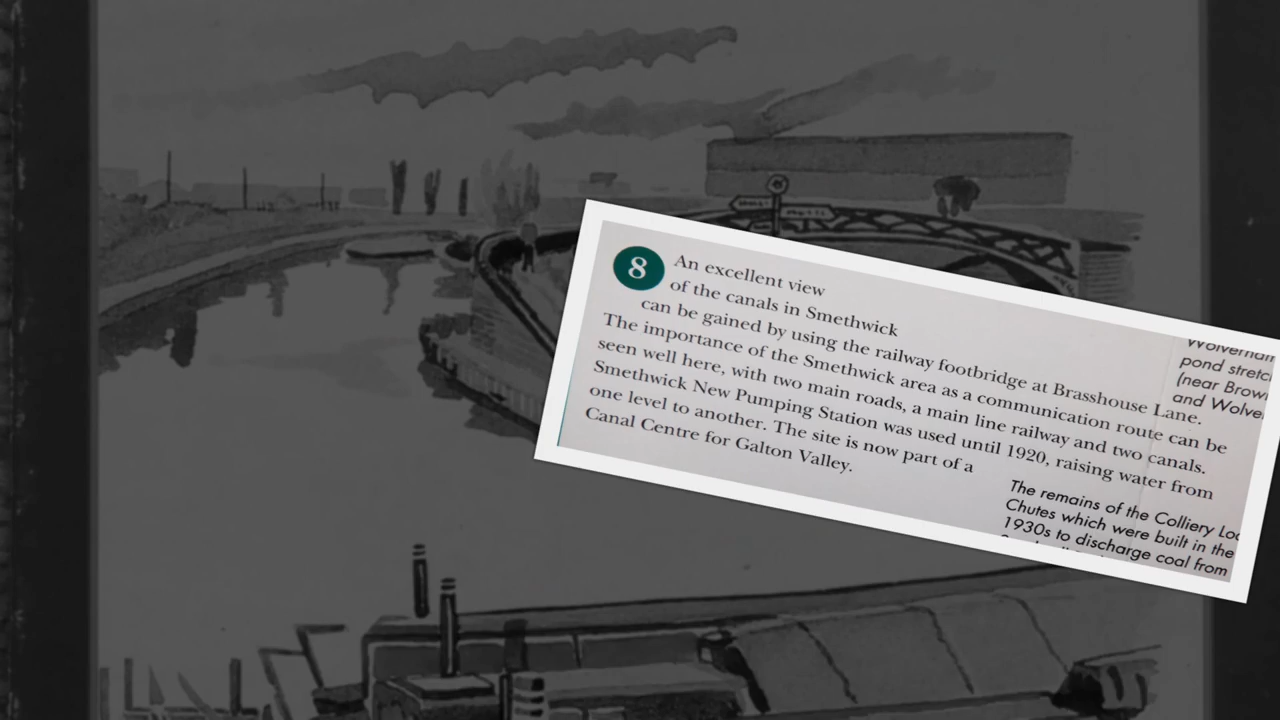 8
An excellent view
of the canals in Smethwick
can be gained by using the railway footbridge at Brasshouse Lane.
The importance of the Smethwick area as a communication route can be
seen well here, with two main roads, a main line railway and two canals.
Smethwick New Pumping Station was used until 1920, raising water from
one level to another. The site is now part of a
Canal Centre for Galton Valley.
pond
(near
and
The remains of the Colliery
Chutes which were built in the
1930s to discharge coal from